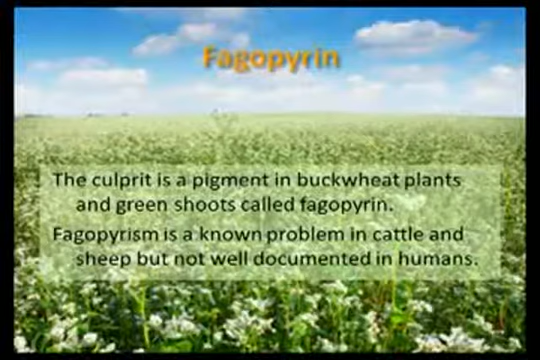 Fagopyrin
The culprit is a pigment in buckwheat plants
and green shoots called fagopyrin.
Fagopyrism is a known problem in cattle and
sheep but not well documented in humans.